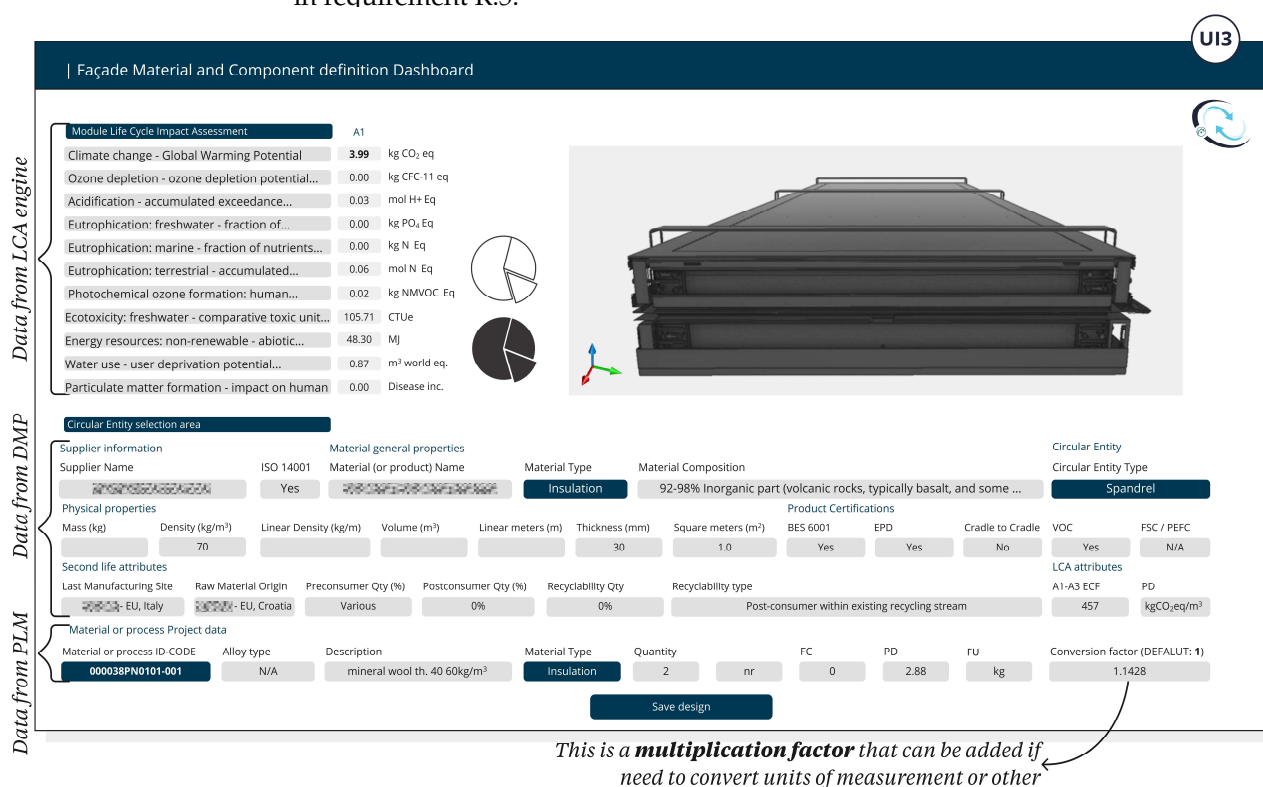 in requirement R.5.
UI3
| Façade Material and Component definition Dashboard
Data from LCA engine
Module Life Cycle Impact Assessment A1
Climate change - Global Warming Potential 3.99 kg CO₂ eq
Ozone depletion - ozone depletion potential... 0.00 kg CFC-11 eq
Acidification - accumulated exceedance... 0.03 mol H+ Eq
Eutrophication: freshwater - fraction of... 0.00 kg PO₄ Eq
Eutrophication: marine - fraction of nutrients... 0.00 kg N Eq
Eutrophication: terrestrial - accumulated... 0.06 mol N Eq
Photochemical ozone formation: human... 0.02 kg NMVOC Eq
Ecotoxicity: freshwater - comparative toxic unit... 105.71 CTUe
Energy resources: non-renewable - abiotic... 48.30 MJ
Water use - user deprivation potential... 0.87 m³ world eq.
Particulate matter formation - impact on human 0.00 Disease inc.
Data from DMP
Circular Entity selection area
Supplier information Material general properties Circular Entity
Supplier Name ISO 14001 Material (or product) Name Material Type Material Composition Circular Entity Type
Yes Insulation 92-98% Inorganic part (volcanic rocks, typically basalt, and some ... Spandrel
Physical properties Product Certifications
Mass (kg) Density (kg/m³) Linear Density (kg/m) Volume (m³) Linear meters (m) Thickness (mm) Square meters (m²) BES 6001 EPD Cradle to Cradle VOC FSC / PEFC
70 30 1.0 Yes Yes No Yes N/A
Second life attributes LCA attributes
Last Manufacturing Site Raw Material Origin Preconsumer Qty (%) Postconsumer Qty (%) Recyclability Qty Recyclability type A1-A3 ECF PD
- EU, Italy - EU, Croatia Various 0% 0% Post-consumer within existing recycling stream 457 kgCO₂eq/m³
Data from PLM
Material or process Project data
Material or process ID-CODE Alloy type Description Material Type Quantity FC PD FU Conversion factor (DEFALUT: 1)
000038PN0101-001 N/A mineral wool th. 40 60kg/m³ Insulation 2 nr 0 2.88 kg 1.1428
Save design
This is a multiplication factor that can be added if
need to convert units of measurement or other